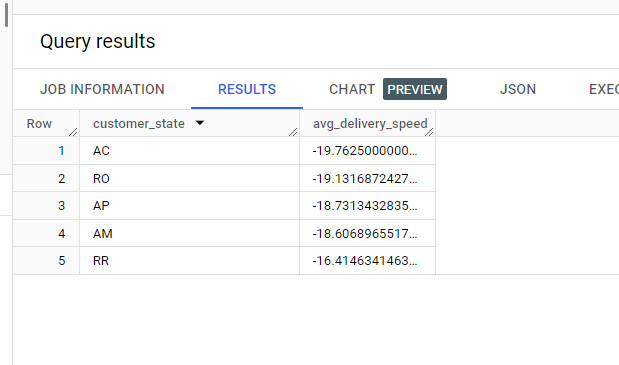 Query results
JOB INFORMATION RESULTS CHART PREVIEW JSON EXEC
Row customer_state avg_delivery_speed
1 AC -19.7625000000...
2 RO -19.1316872427...
3 AP -18.7313432835...
4 AM -18.6068965517...
5 RR -16.4146341463...